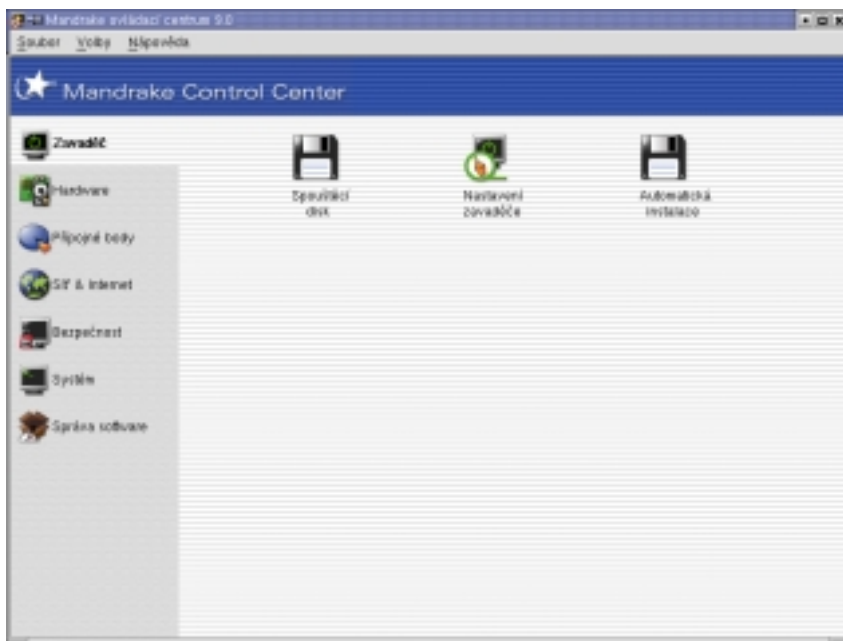 Mandrake ovládací centrum 9.0
Soubor Volby Nápověda
Mandrake Control Center
Zavaděč
Hardware
Přípojné body
Síť & Internet
Bezpečnost
Systém
Správa software
Spouštěcí
disk
Nastavení
zavaděče
Automatická
instalace